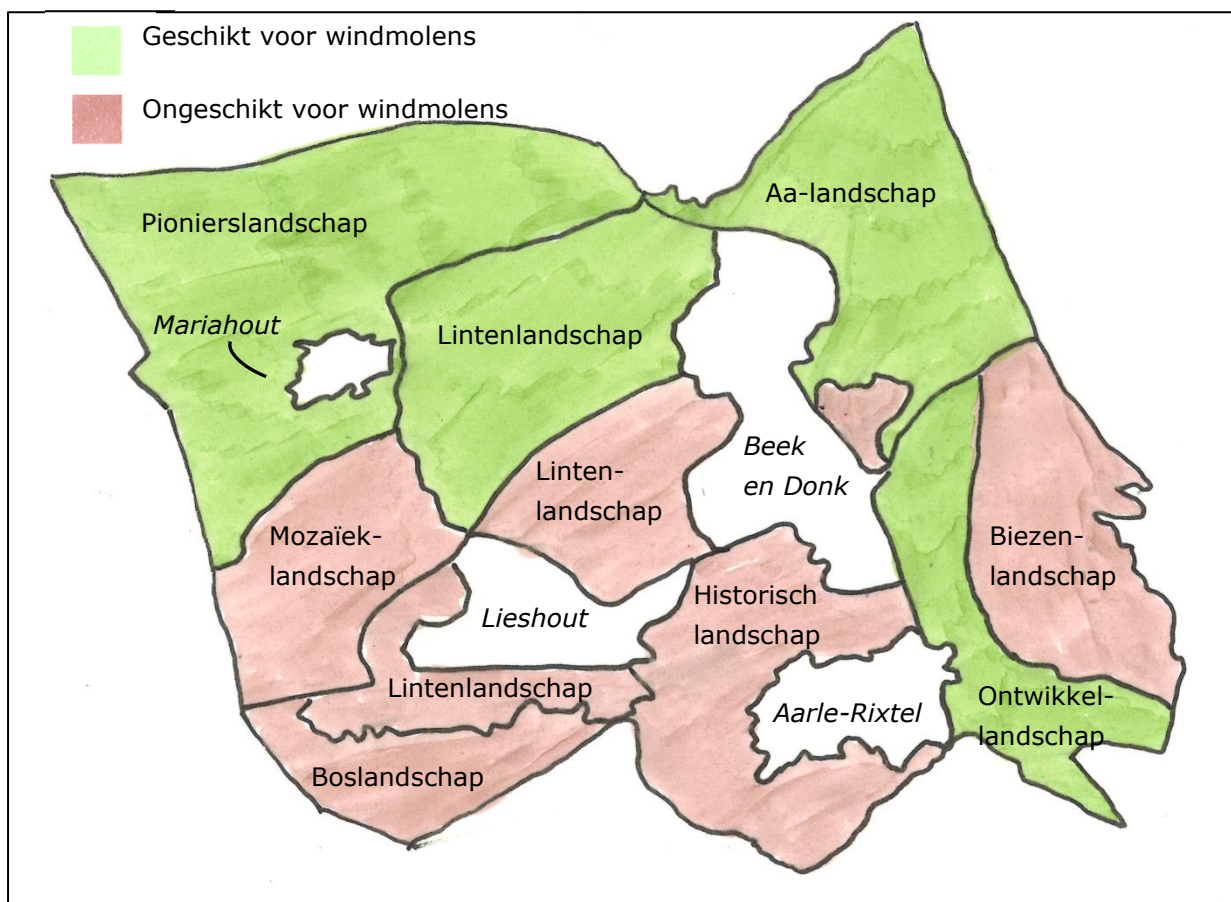 Geschikt voor windmolens
Ongeschikt voor windmolens
Aa-landschap
Pionierslandschap
Mariahout
Lintenlandschap
Beek
en Donk
Linten-
landschap
Mozaïek-
landschap
Biezen-
landschap
Historisch
landschap
Lieshout
Lintenlandschap
Ontwikkel-
landschap
Aarle-Rixtel
Boslandschap